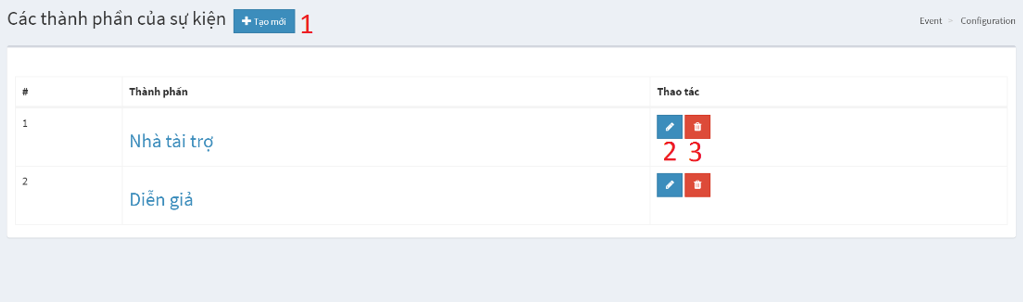 Các thành phần của sự kiện Tạo mới 1
Event > Configuration
# Thành phần Thao tác
1 Nhà tài trợ
2 3
2 Diễn giả